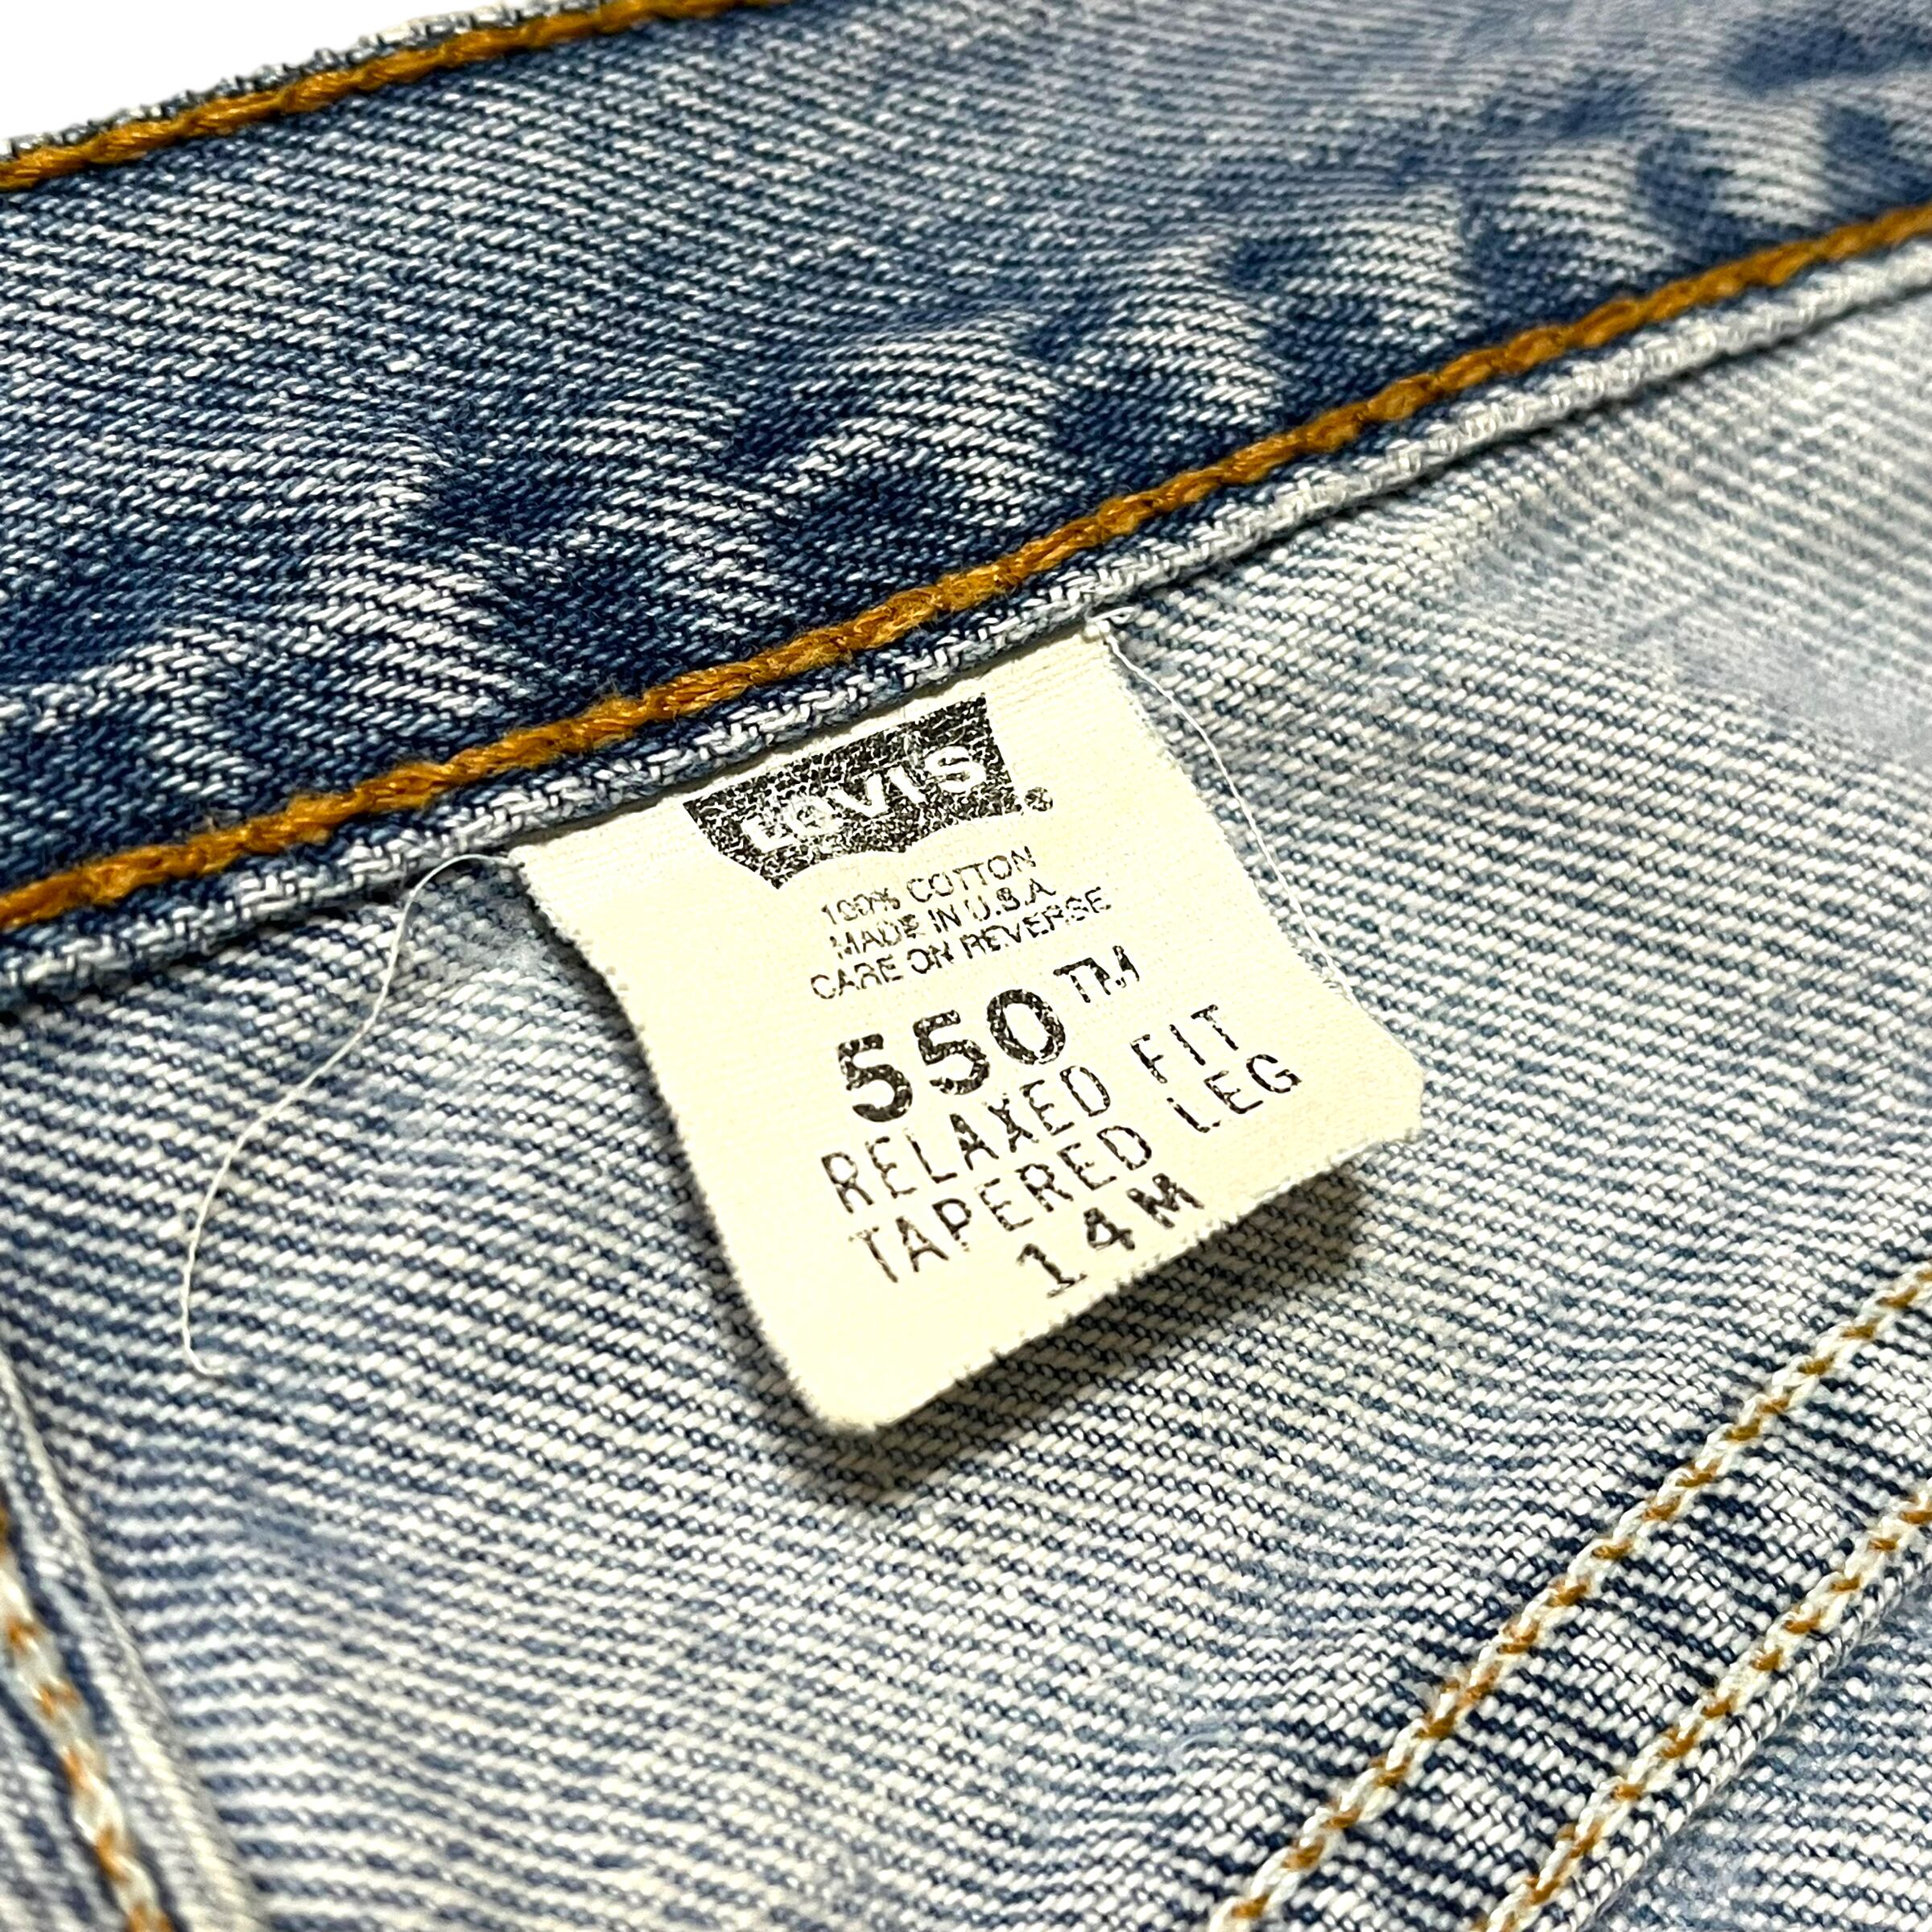 LEVI'S ®
100% COTTON
MADE IN U.S.A
CARE ON REVERSE
550™
RELAXED FIT
TAPERED LEG
14M